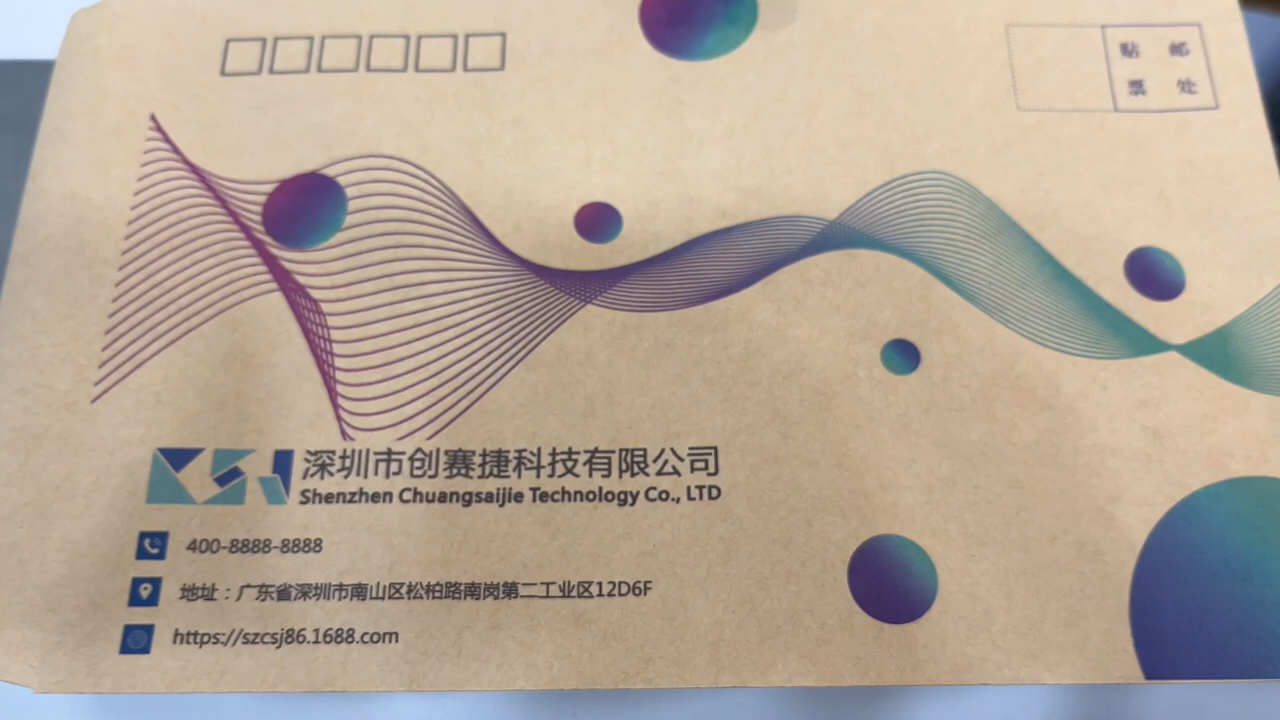 贴 邮
票 处
深圳市创赛捷科技有限公司
Shenzhen Chuangsaijie Technology Co., LTD
400-8888-8888
地址：广东省深圳市南山区松柏路南岗第二工业区12D6F
https://szcsj86.1688.com